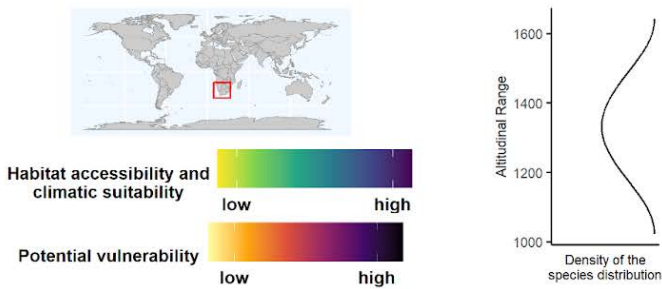 Habitat accessibility and
climatic suitability
low high
Potential vulnerability
low high
Altitudinal Range
1600
1400
1200
1000
Density of the
species distribution